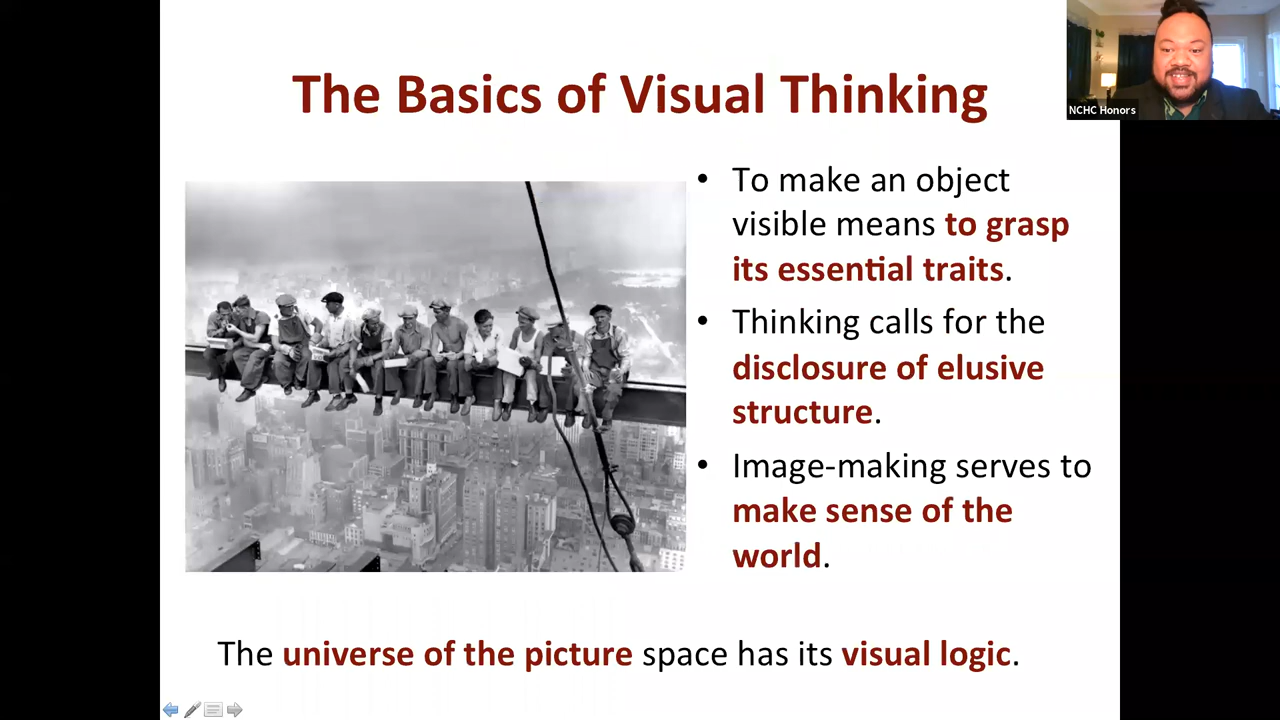 The Basics of Visual Thinking
NCHC Honors
• To make an object
visible means to grasp
its essential traits.
• Thinking calls for the
disclosure of elusive
structure.
• Image-making serves to
make sense of the
world.
The universe of the picture space has its visual logic.